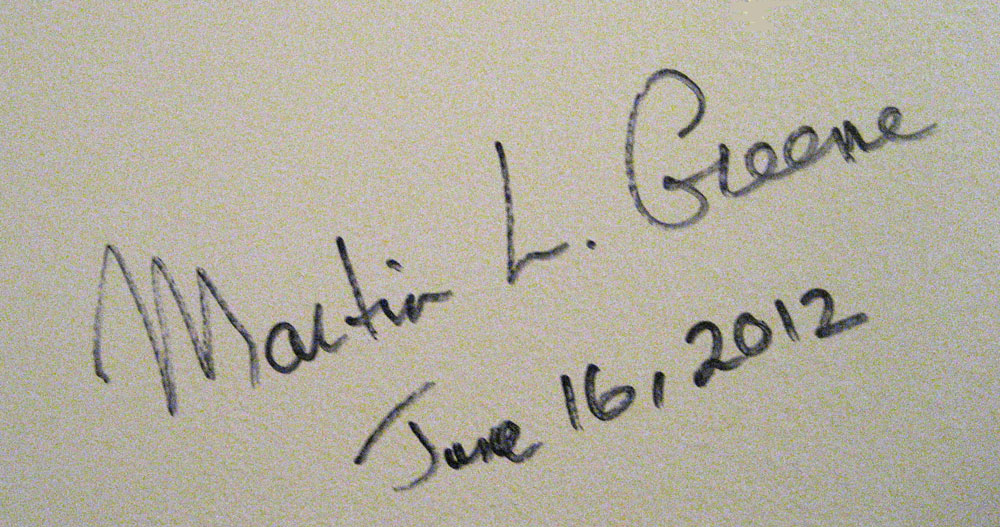 Martin L. Greene
June 16, 2012